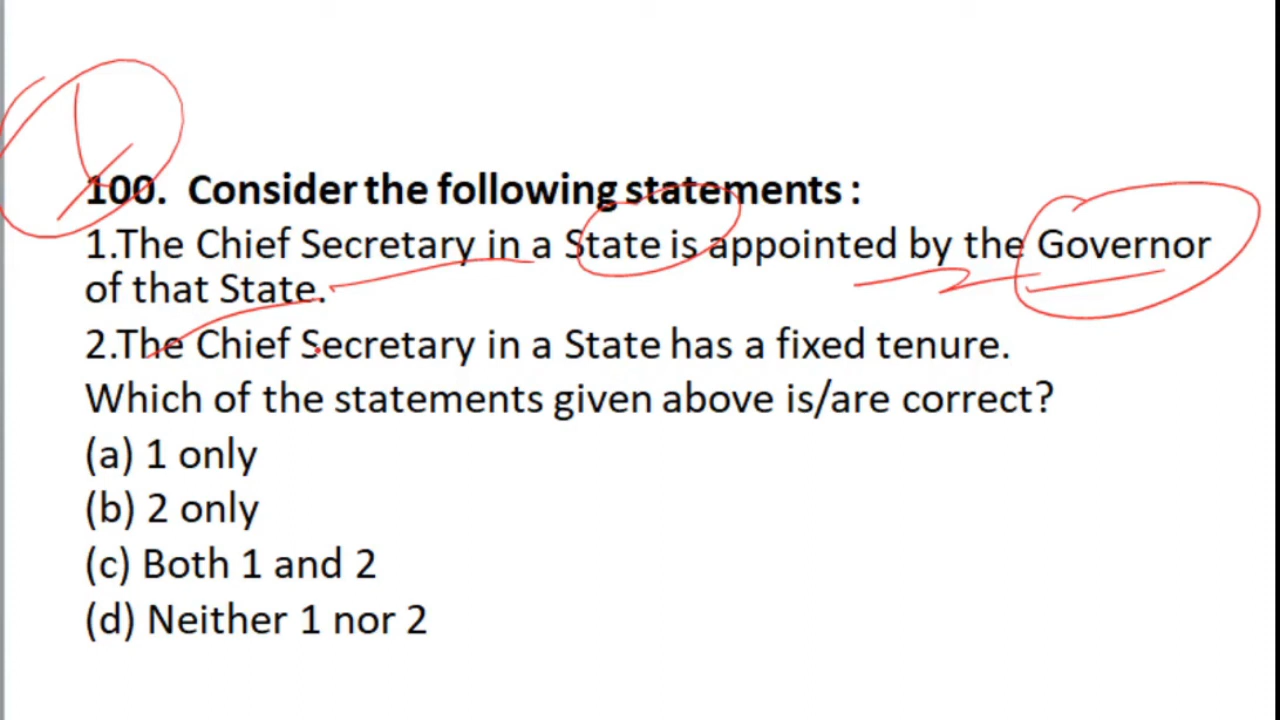 100. Consider the following statements :
1.The Chief Secretary in a State is appointed by the Governor
of that State.
2.The Chief Secretary in a State has a fixed tenure.
Which of the statements given above is/are correct?
(a) 1 only
(b) 2 only
(c) Both 1 and 2
(d) Neither 1 nor 2